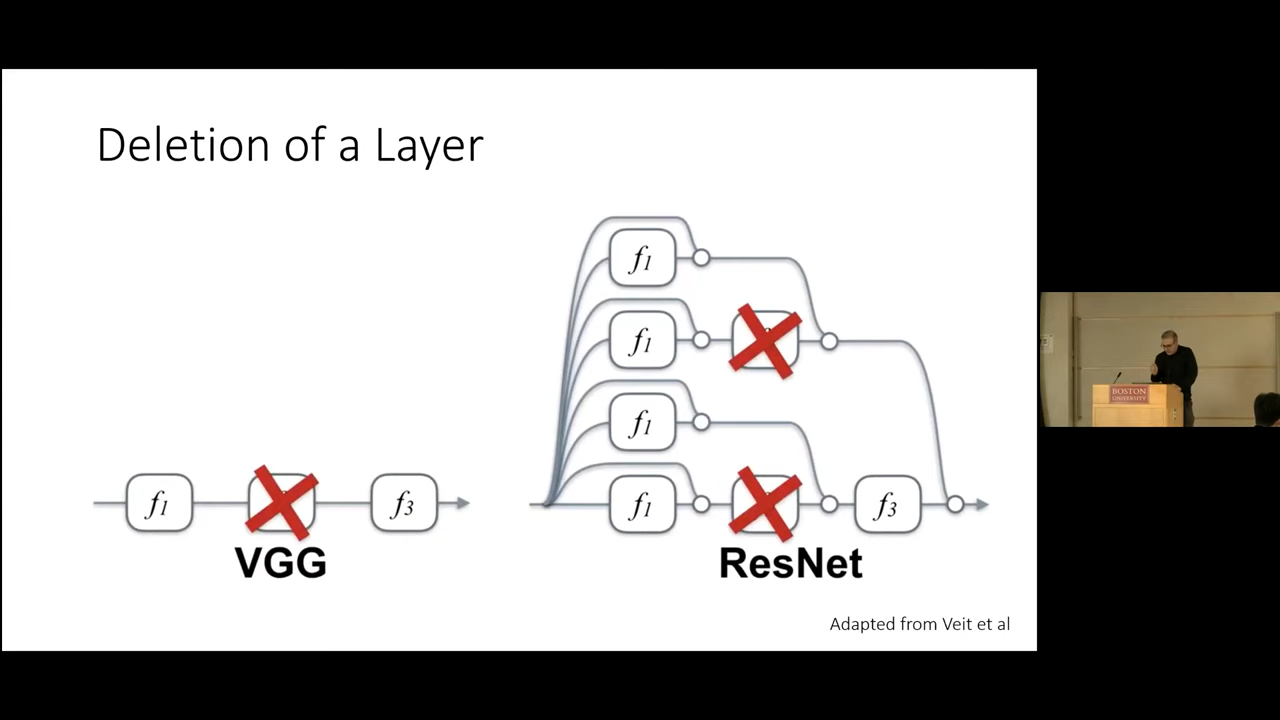 Deletion of a Layer
f1
f1
f1
f1
f3
f1
f3
VGG
ResNet
Adapted from Veit et al
BOSTON
UNIVERSITY